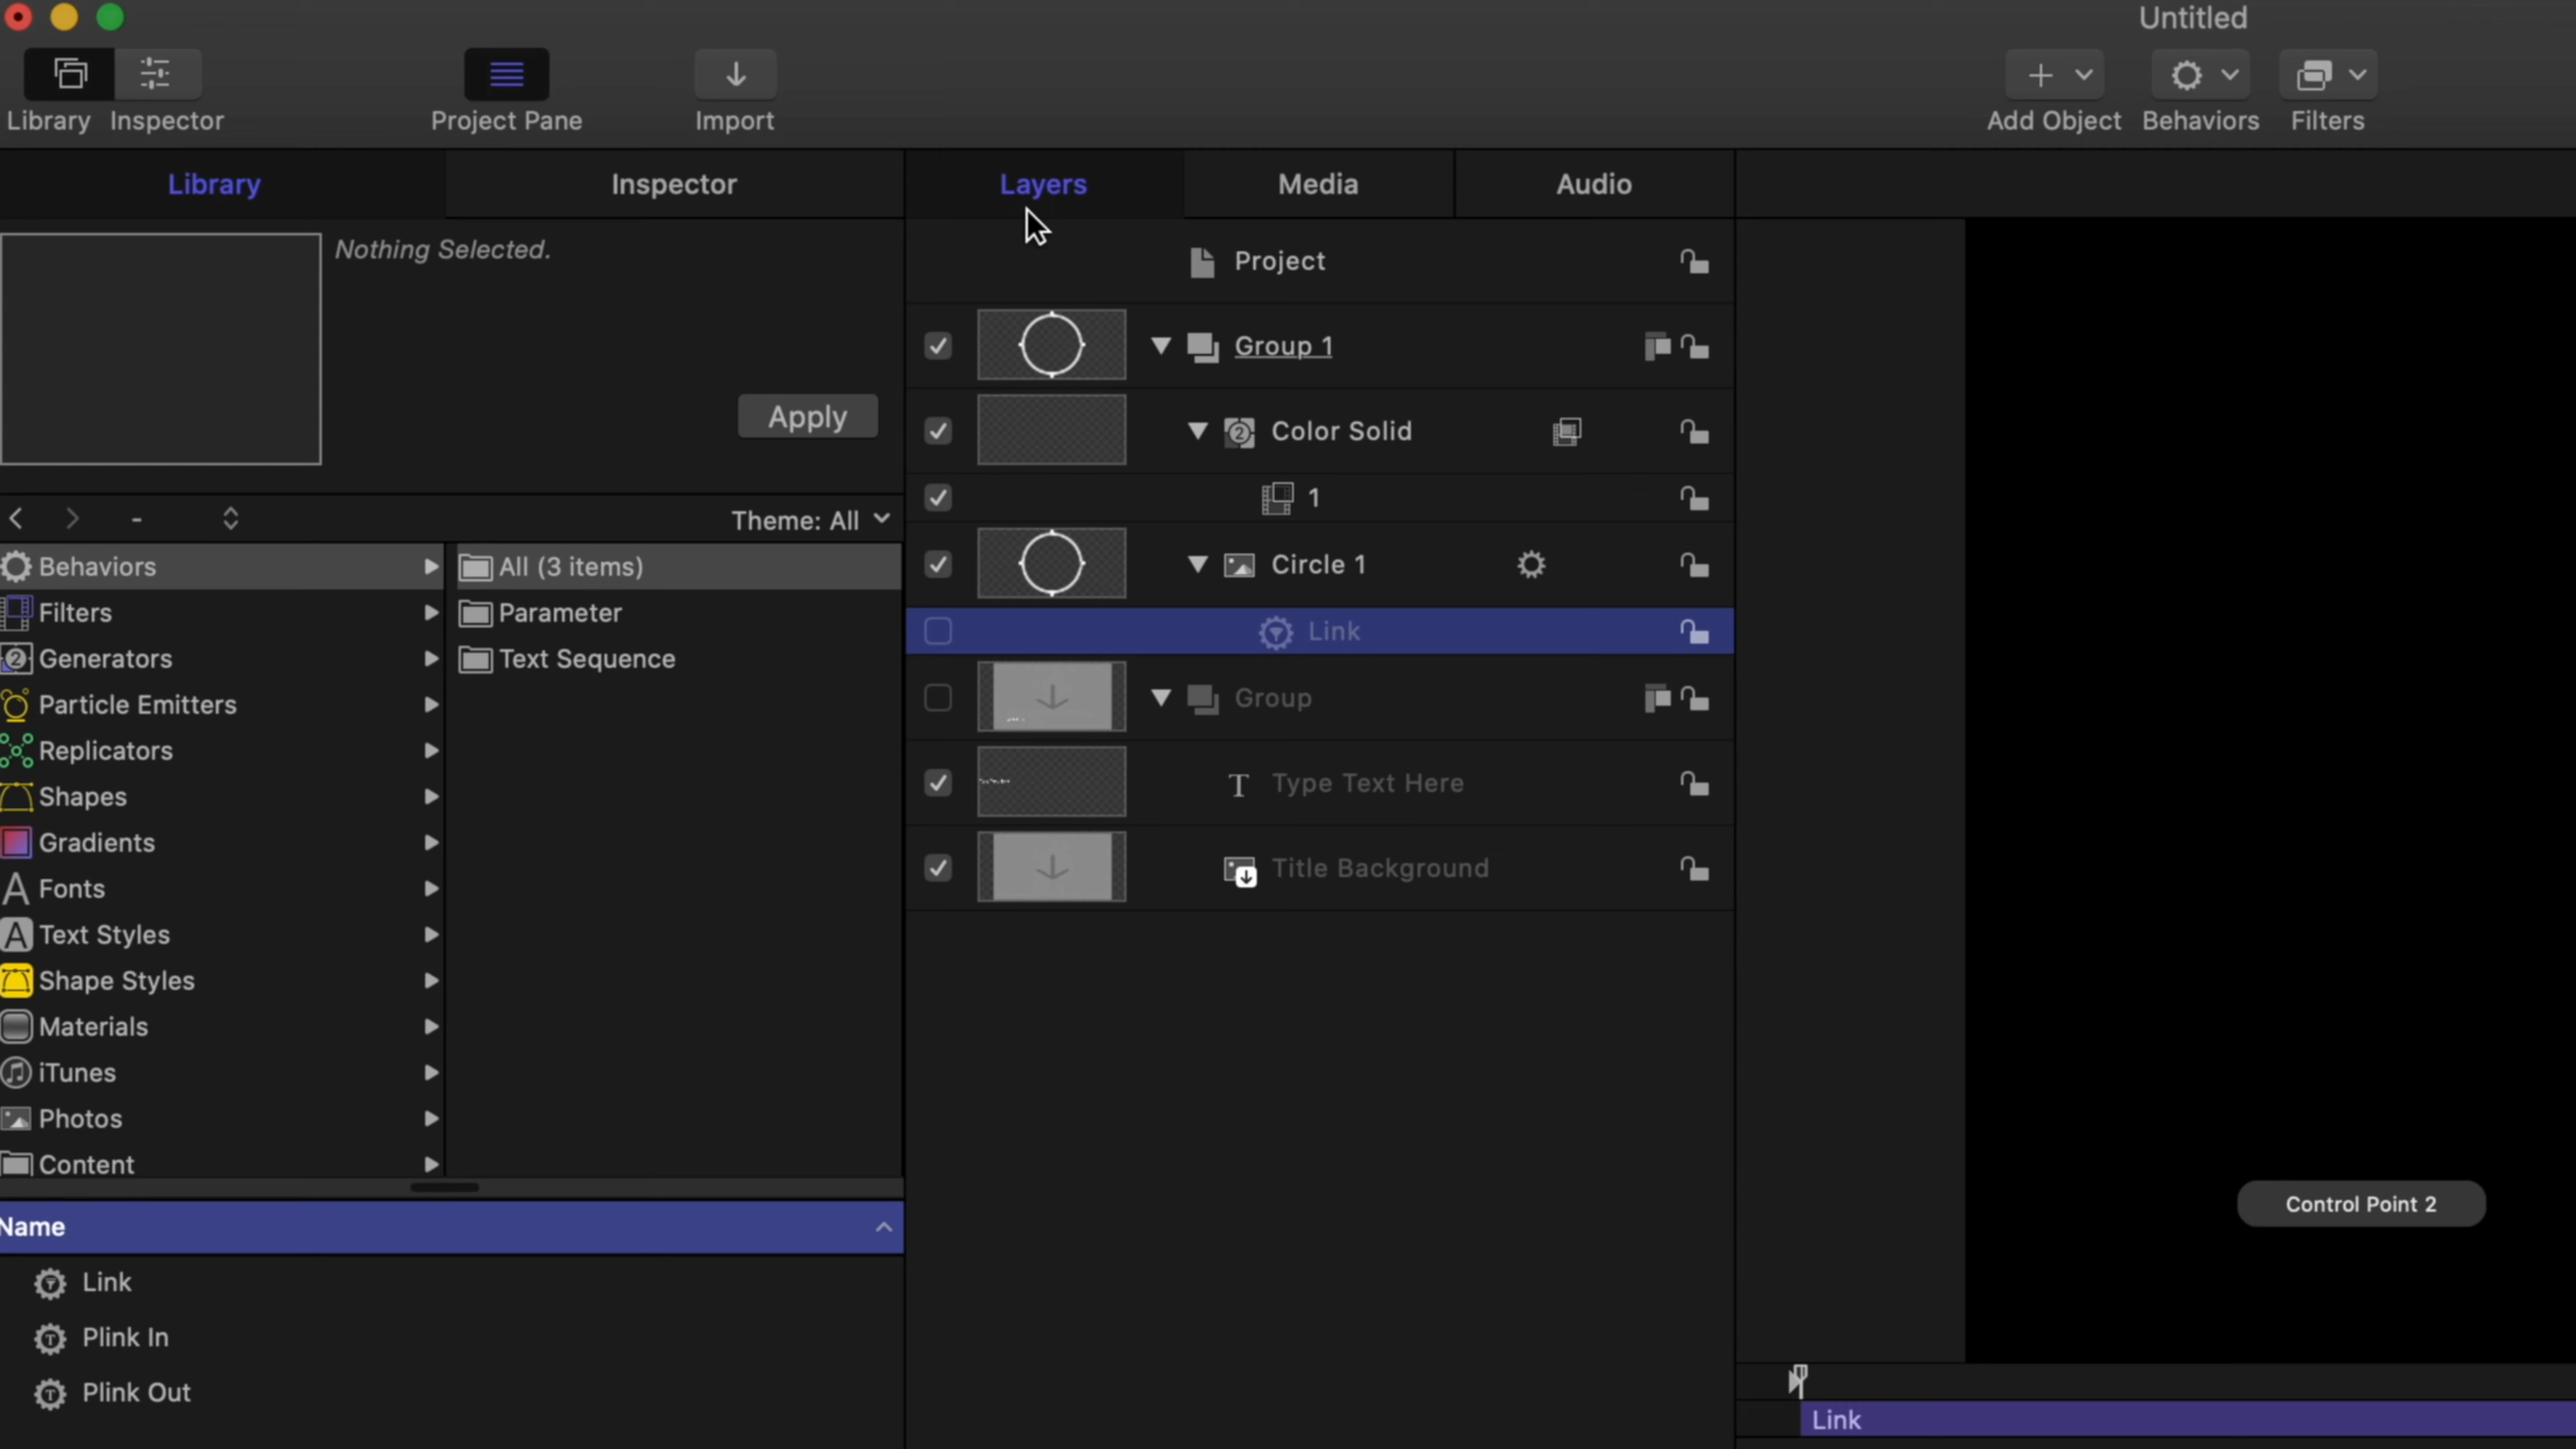 Untitled
Library Inspector Project Pane Import Add Object Behaviors Filters
Library Inspector Layers Media Audio
Nothing Selected.
Apply
Theme: All
Behaviors
Filters
Generators
Particle Emitters
Replicators
Shapes
Gradients
Fonts
Text Styles
Shape Styles
Materials
iTunes
Photos
Content
All (3 items)
Parameter
Text Sequence
Name
Link
Plink In
Plink Out
Project
Group 1
Color Solid
1
Circle 1
Link
Group
Type Text Here
Title Background
Control Point 2
Link